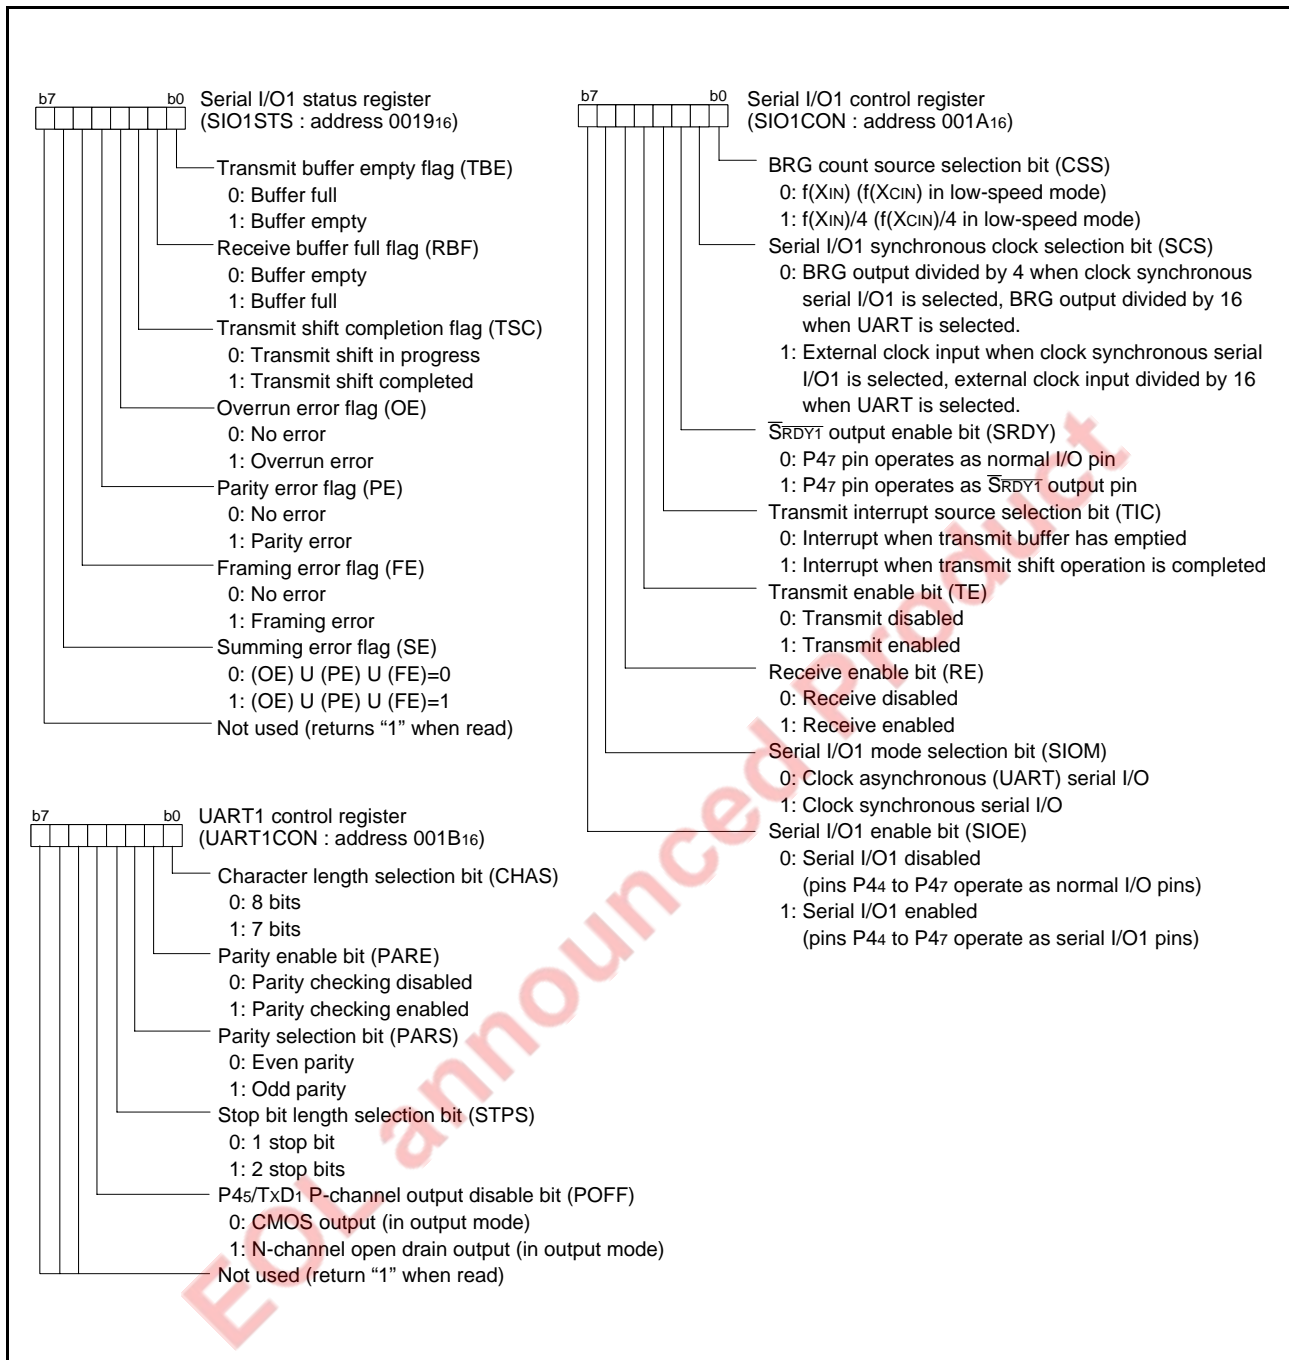 b7 b0 Serial I/O1 status register
(SIO1STS : address 001916)
Transmit buffer empty flag (TBE)
0: Buffer full
1: Buffer empty
Receive buffer full flag (RBF)
0: Buffer empty
1: Buffer full
Transmit shift completion flag (TSC)
0: Transmit shift in progress
1: Transmit shift completed
Overrun error flag (OE)
0: No error
1: Overrun error
Parity error flag (PE)
0: No error
1: Parity error
Framing error flag (FE)
0: No error
1: Framing error
Summing error flag (SE)
0: (OE) U (PE) U (FE)=0
1: (OE) U (PE) U (FE)=1
Not used (returns “1” when read)
b7 b0 UART1 control register
(UART1CON : address 001B16)
Character length selection bit (CHAS)
0: 8 bits
1: 7 bits
Parity enable bit (PARE)
0: Parity checking disabled
1: Parity checking enabled
Parity selection bit (PARS)
0: Even parity
1: Odd parity
Stop bit length selection bit (STPS)
0: 1 stop bit
1: 2 stop bits
P45/TxD1 P-channel output disable bit (POFF)
0: CMOS output (in output mode)
1: N-channel open drain output (in output mode)
Not used (return “1” when read)
b7 b0 Serial I/O1 control register
(SIO1CON : address 001A16)
BRG count source selection bit (CSS)
0: f(XIN) (f(XCIN) in low-speed mode)
1: f(XIN)/4 (f(XCIN)/4 in low-speed mode)
Serial I/O1 synchronous clock selection bit (SCS)
0: BRG output divided by 4 when clock synchronous
serial I/O1 is selected, BRG output divided by 16
when UART is selected.
1: External clock input when clock synchronous serial
I/O1 is selected, external clock input divided by 16
when UART is selected.
SRDY1 output enable bit (SRDY)
0: P47 pin operates as normal I/O pin
1: P47 pin operates as SRDY1 output pin
Transmit interrupt source selection bit (TIC)
0: Interrupt when transmit buffer has emptied
1: Interrupt when transmit shift operation is completed
Transmit enable bit (TE)
0: Transmit disabled
1: Transmit enabled
Receive enable bit (RE)
0: Receive disabled
1: Receive enabled
Serial I/O1 mode selection bit (SIOM)
0: Clock asynchronous (UART) serial I/O
1: Clock synchronous serial I/O
Serial I/O1 enable bit (SIOE)
0: Serial I/O1 disabled
(pins P44 to P47 operate as normal I/O pins)
1: Serial I/O1 enabled
(pins P44 to P47 operate as serial I/O1 pins)
EOL announced Product